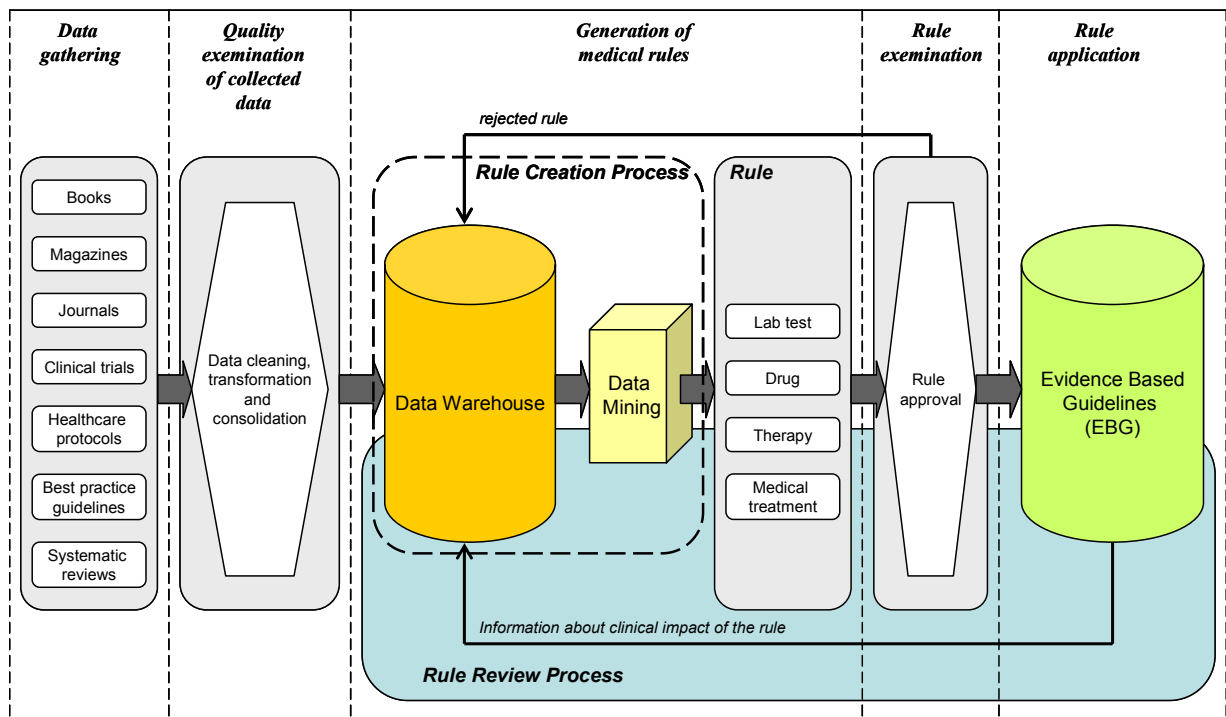 Data
gathering
Quality
exemination
of collected
data
Generation of
medical rules
Rule
exemination
Rule
application
rejected rule
Rule Creation Process
Rule
Books
Magazines
Journals
Clinical trials
Healthcare
protocols
Best practice
guidelines
Systematic
reviews
Data cleaning,
transformation
and
consolidation
Data Warehouse
Data
Mining
Lab test
Drug
Therapy
Medical
treatment
Rule
approval
Evidence Based
Guidelines
(EBG)
Information about clinical impact of the rule
Rule Review Process